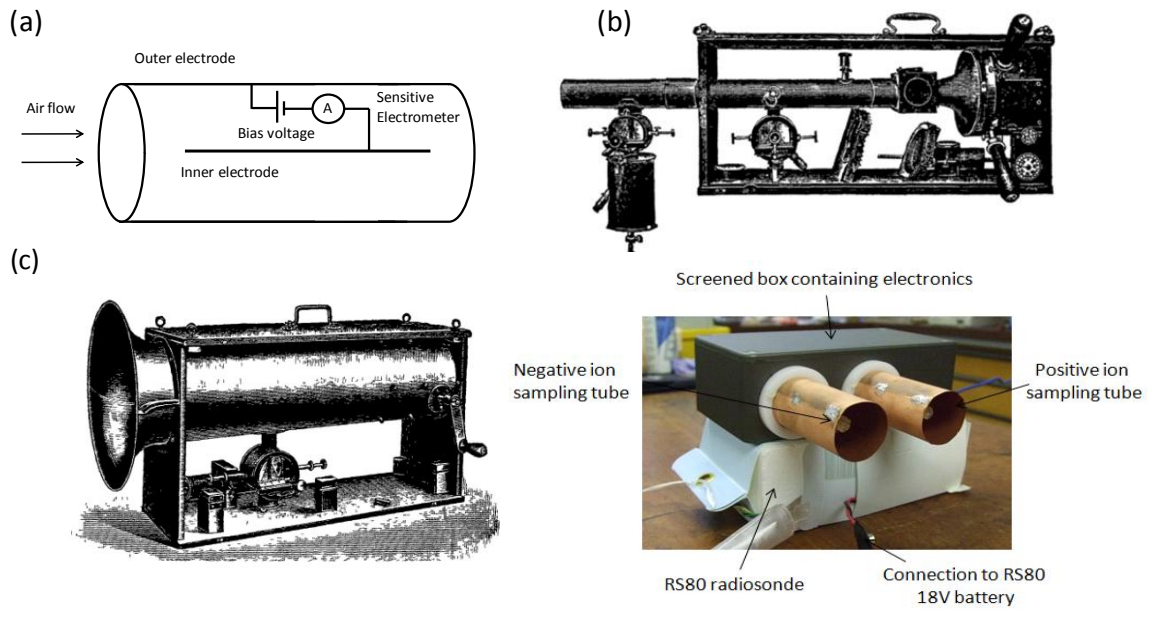 (a)
Outer electrode
Air flow
A
Sensitive
Electrometer
Bias voltage
Inner electrode
(b)
(c)
Screened box containing electronics
Negative ion
sampling tube
Positive ion
sampling tube
RS80 radiosonde
Connection to RS80
18V battery